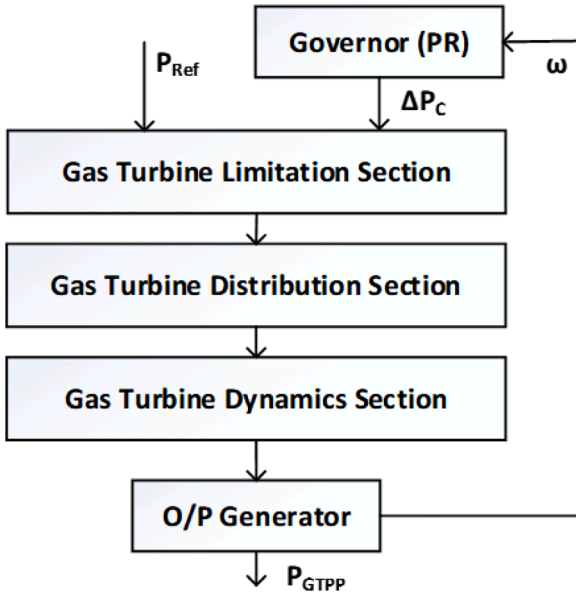 Governor (PR)
P_Ref
ω
ΔP_C
Gas Turbine Limitation Section
Gas Turbine Distribution Section
Gas Turbine Dynamics Section
O/P Generator
P_GTPP